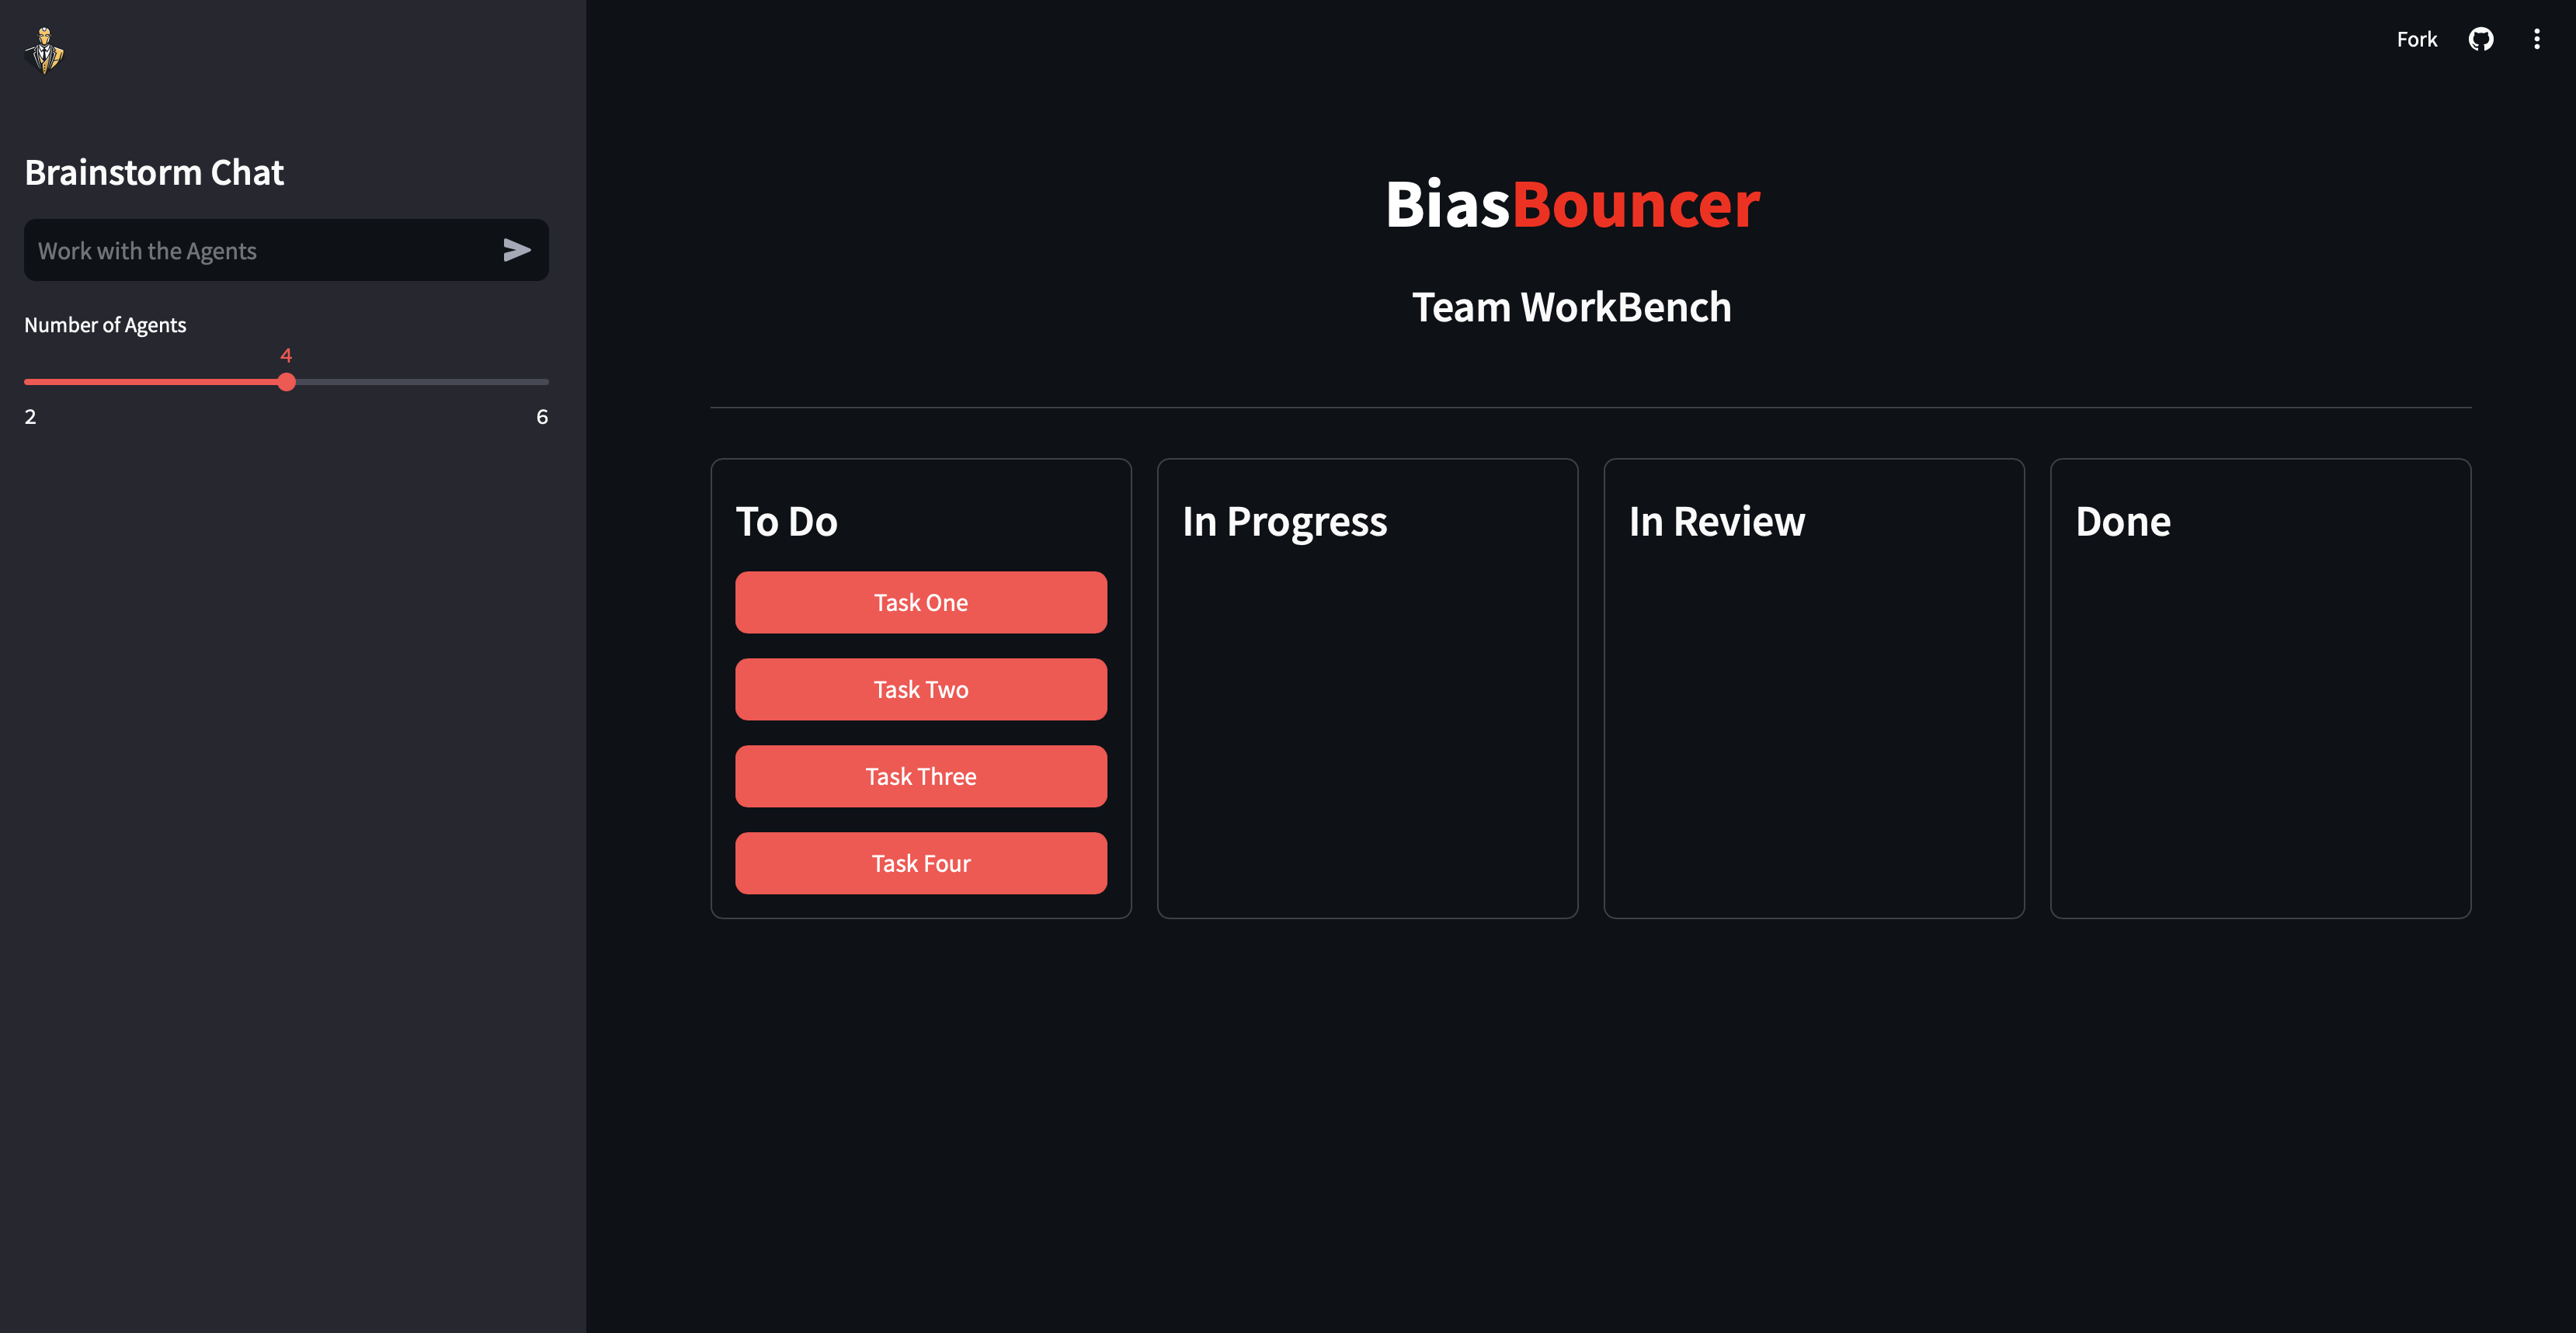 Fork
Brainstorm Chat
Work with the Agents
Number of Agents
4
2 6
BiasBouncer
Team WorkBench
To Do
Task One
Task Two
Task Three
Task Four
In Progress
In Review
Done